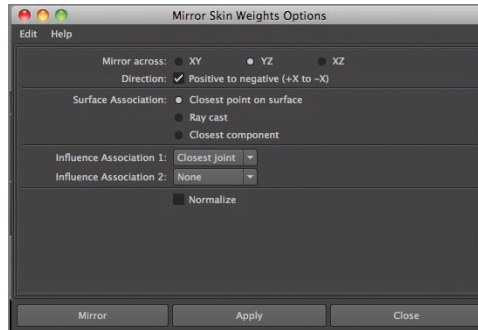 Mirror Skin Weights Options
Edit Help
Mirror across: XY YZ XZ
Direction: Positive to negative (+X to -X)
Surface Association: Closest point on surface
Ray cast
Closest component
Influence Association 1: Closest joint
Influence Association 2: None
Normalize
Mirror Apply Close